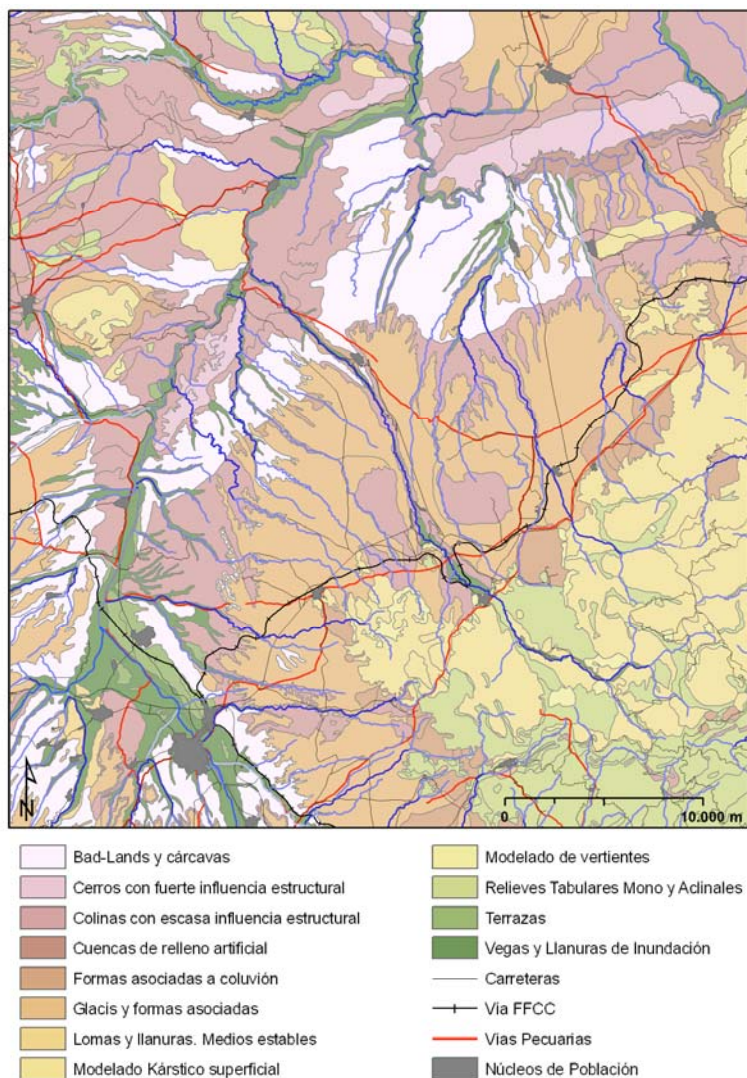 N
0
10.000 m
Bad-Lands y cárcavas
Cerros con fuerte influencia estructural
Colinas con escasa influencia estructural
Cuencas de relleno artificial
Formas asociadas a coluvión
Glacis y formas asociadas
Lomas y llanuras. Medios estables
Modelado Kárstico superficial
Modelado de vertientes
Relieves Tabulares Mono y Aclinales
Terrazas
Vegas y Llanuras de Inundación
Carreteras
Via FFCC
Vias Pecuarias
Núcleos de Población